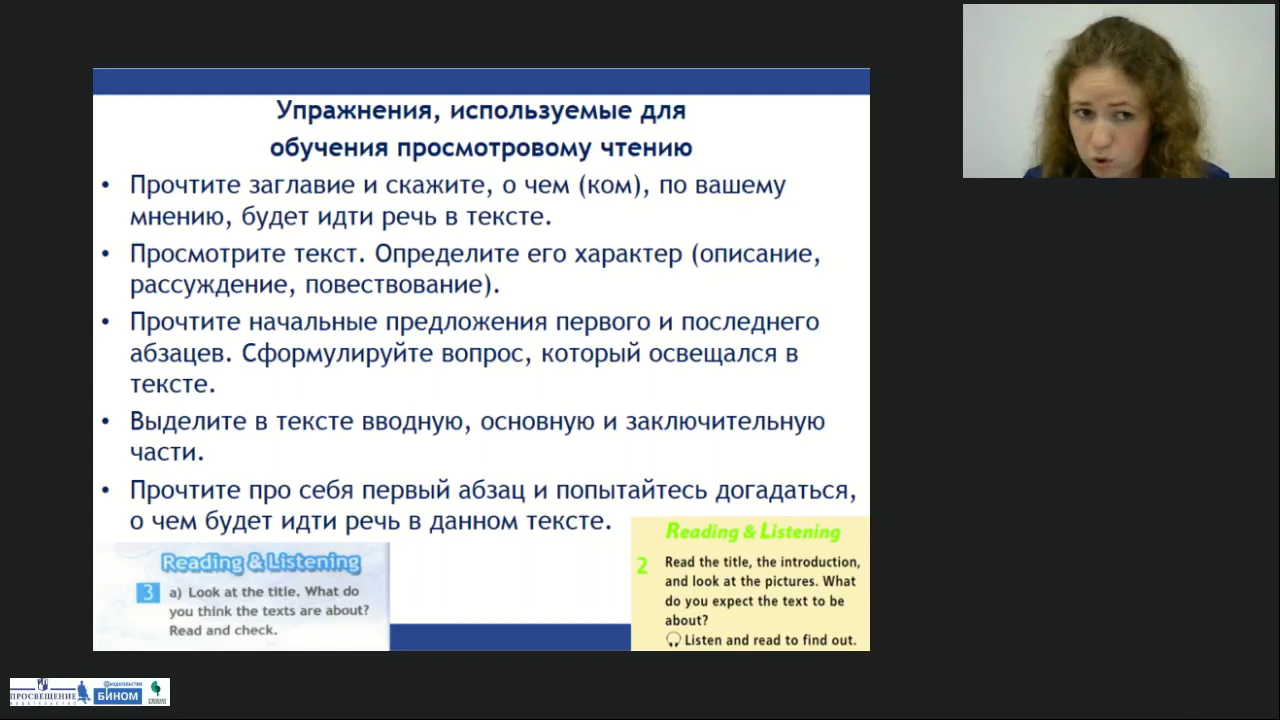 Упражнения, используемые для
обучения просмотровому чтению
• Прочтите заглавие и скажите, о чем (ком), по вашему
мнению, будет идти речь в тексте.
• Просмотрите текст. Определите его характер (описание,
рассуждение, повествование).
• Прочтите начальные предложения первого и последнего
абзацев. Сформулируйте вопрос, который освещался в
тексте.
• Выделите в тексте вводную, основную и заключительную
части.
• Прочтите про себя первый абзац и попытайтесь догадаться,
о чем будет идти речь в данном тексте.
Reading & Listening
3 a) Look at the title. What do
you think the texts are about?
Read and check.
Reading & Listening
2 Read the title, the introduction,
and look at the pictures. What
do you expect the text to be
about?
Listen and read to find out.
ПРОСВЕЩЕНИЕ
ИЗДАТЕЛЬСТВО
ИЗДАТЕЛЬСТВО
БИНОМ